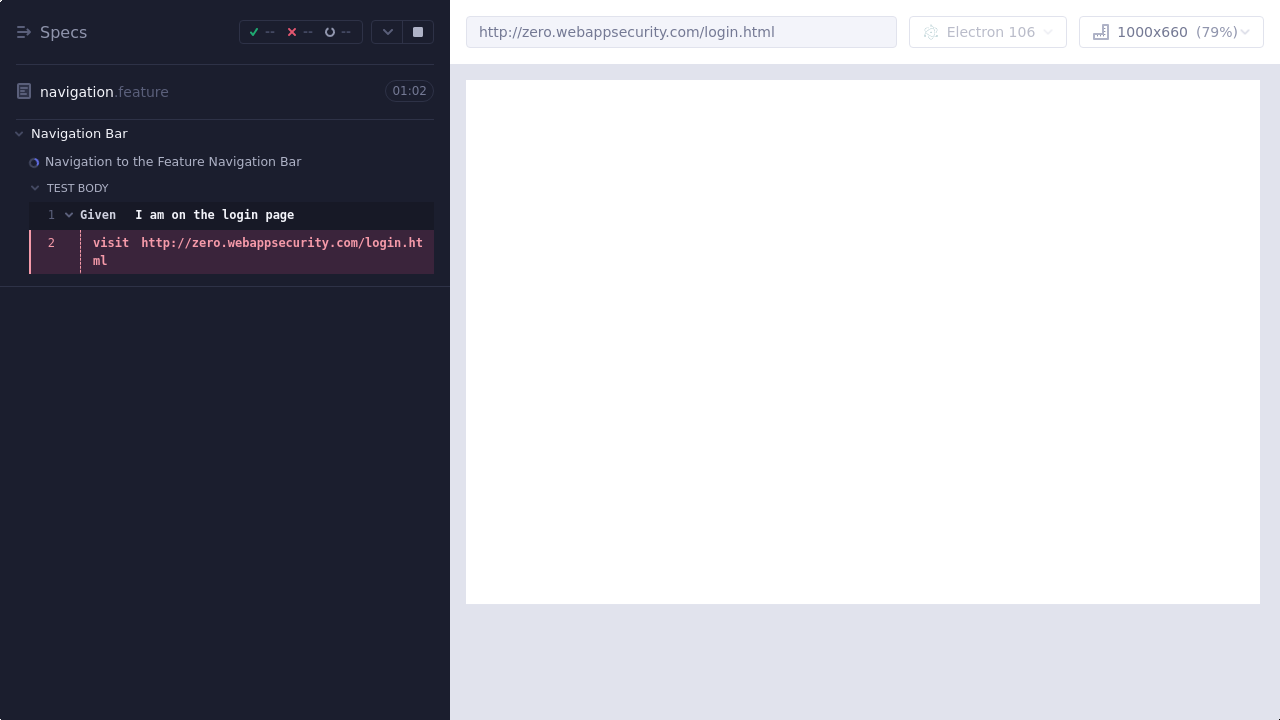 Specs
--
--
--
navigation.feature
01:02
Navigation Bar
Navigation to the Feature Navigation Bar
TEST BODY
1 Given I am on the login page
2 visit http://zero.webappsecurity.com/login.ht
ml
http://zero.webappsecurity.com/login.html
Electron 106
1000x660 (79%)